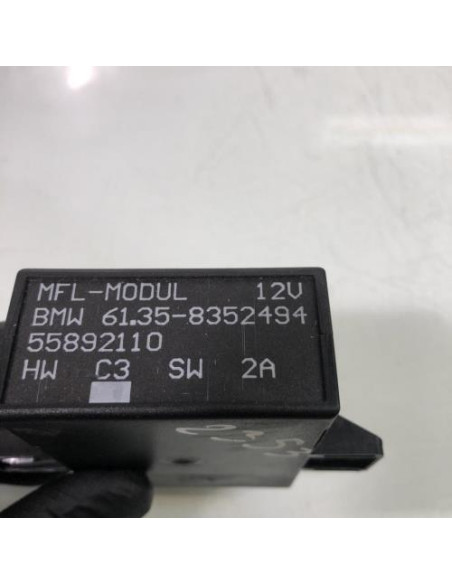 MFL-MODUL 12V
BMW 61.35-8352494
55892110
HW C3 SW 2A